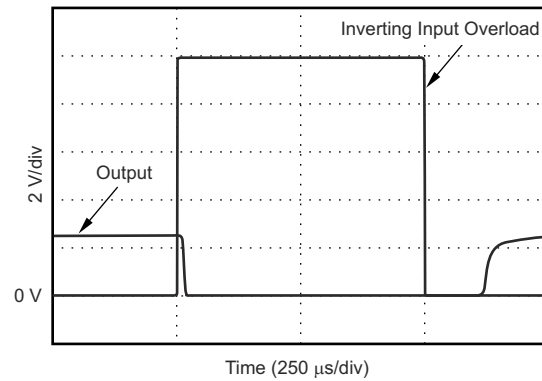 Inverting Input Overload
Output
2 V/div
0 V
Time (250 μs/div)